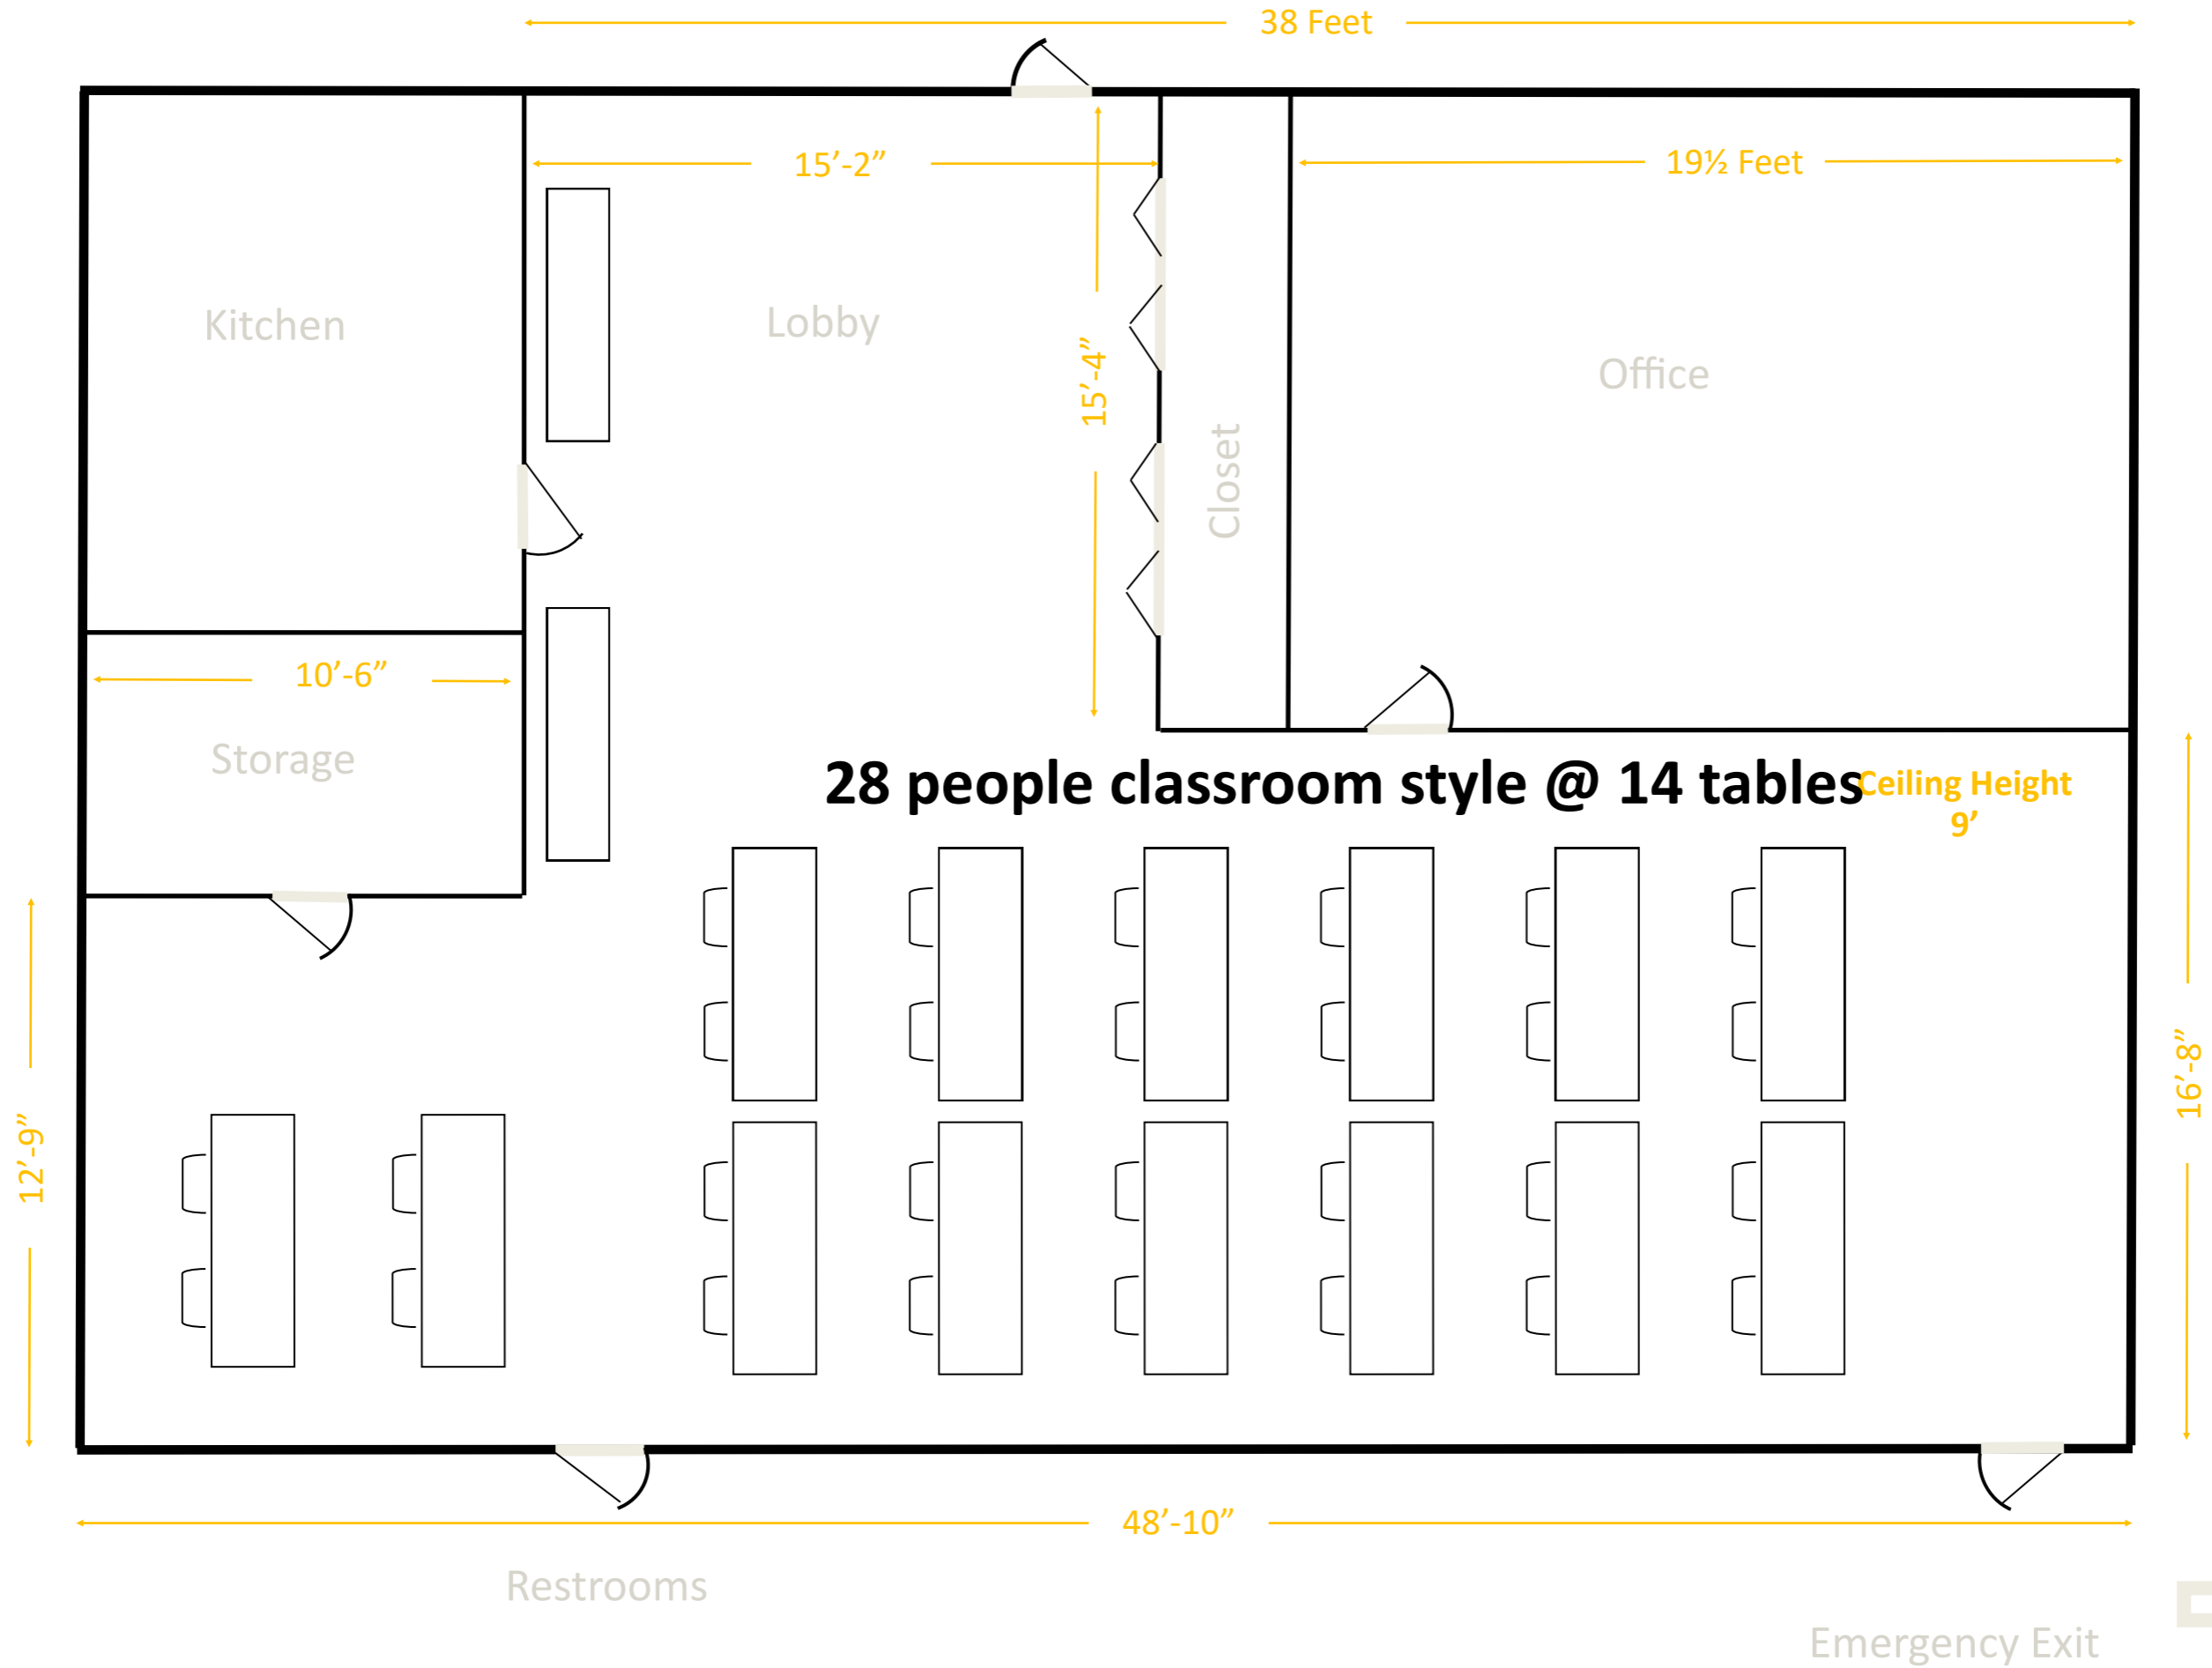 38 Feet
15’-2”
19½ Feet
Kitchen
Lobby
15’-4”
Office
Closet
10’-6”
Storage
28 people classroom style @ 14 tables
Ceiling Height
9’
12’-9”
16’-8”
48’-10”
Restrooms
Emergency Exit